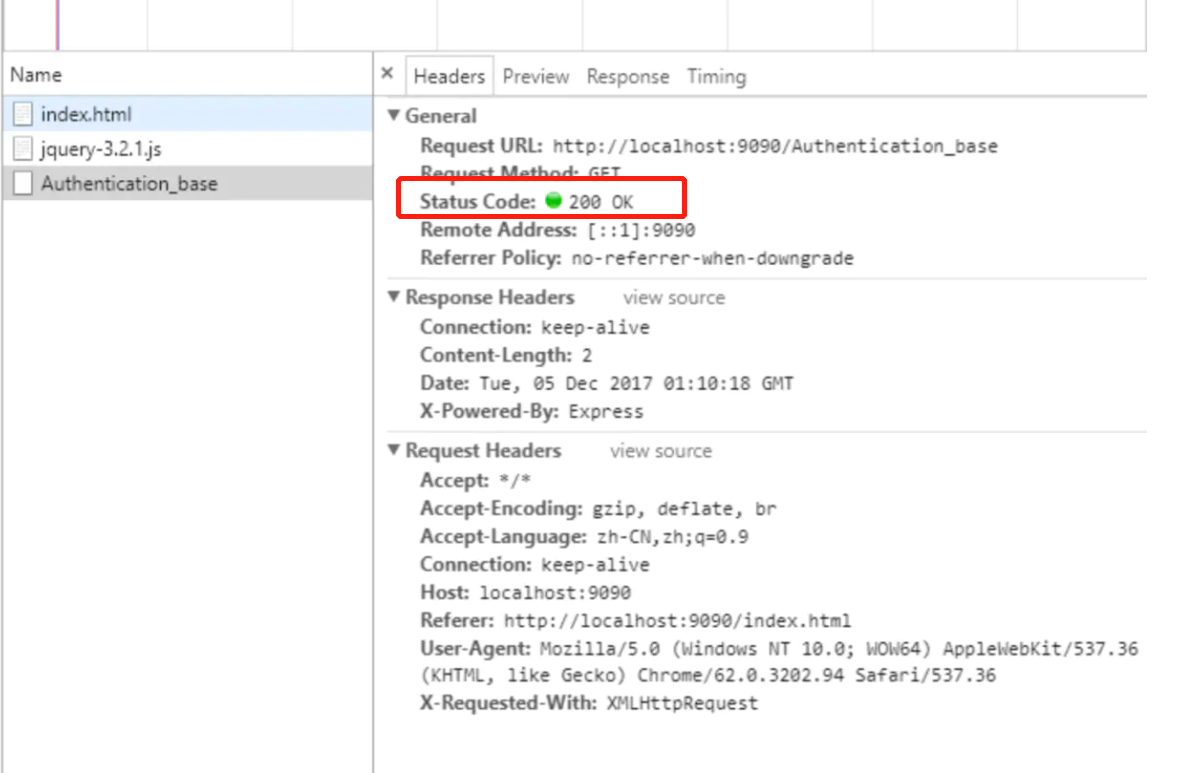 Name
index.html
jquery-3.2.1.js
Authentication_base
× Headers Preview Response Timing
▼ General
Request URL: http://localhost:9090/Authentication_base
Request Method: GET
Status Code: 200 OK
Remote Address: [::1]:9090
Referrer Policy: no-referrer-when-downgrade
▼ Response Headers view source
Connection: keep-alive
Content-Length: 2
Date: Tue, 05 Dec 2017 01:10:18 GMT
X-Powered-By: Express
▼ Request Headers view source
Accept: */*
Accept-Encoding: gzip, deflate, br
Accept-Language: zh-CN,zh;q=0.9
Connection: keep-alive
Host: localhost:9090
Referer: http://localhost:9090/index.html
User-Agent: Mozilla/5.0 (Windows NT 10.0; WOW64) AppleWebKit/537.36
(KHTML, like Gecko) Chrome/62.0.3202.94 Safari/537.36
X-Requested-With: XMLHttpRequest